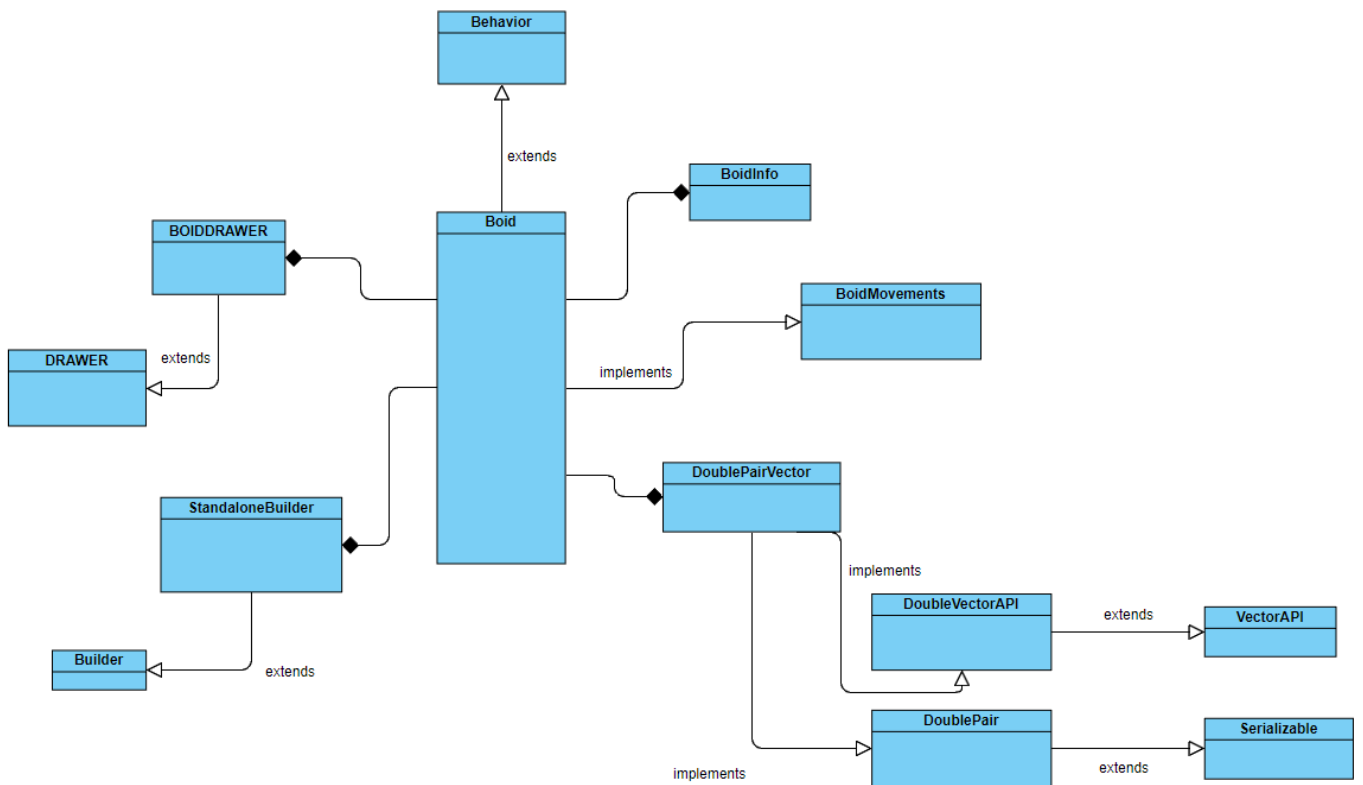 Behavior
extends
BoidInfo
Boid
BOIDDRAWER
BoidMovements
DRAWER
extends
implements
DoublePairVector
StandaloneBuilder
implements
DoubleVectorAPI
extends
VectorAPI
Builder
extends
DoublePair
Serializable
implements
extends